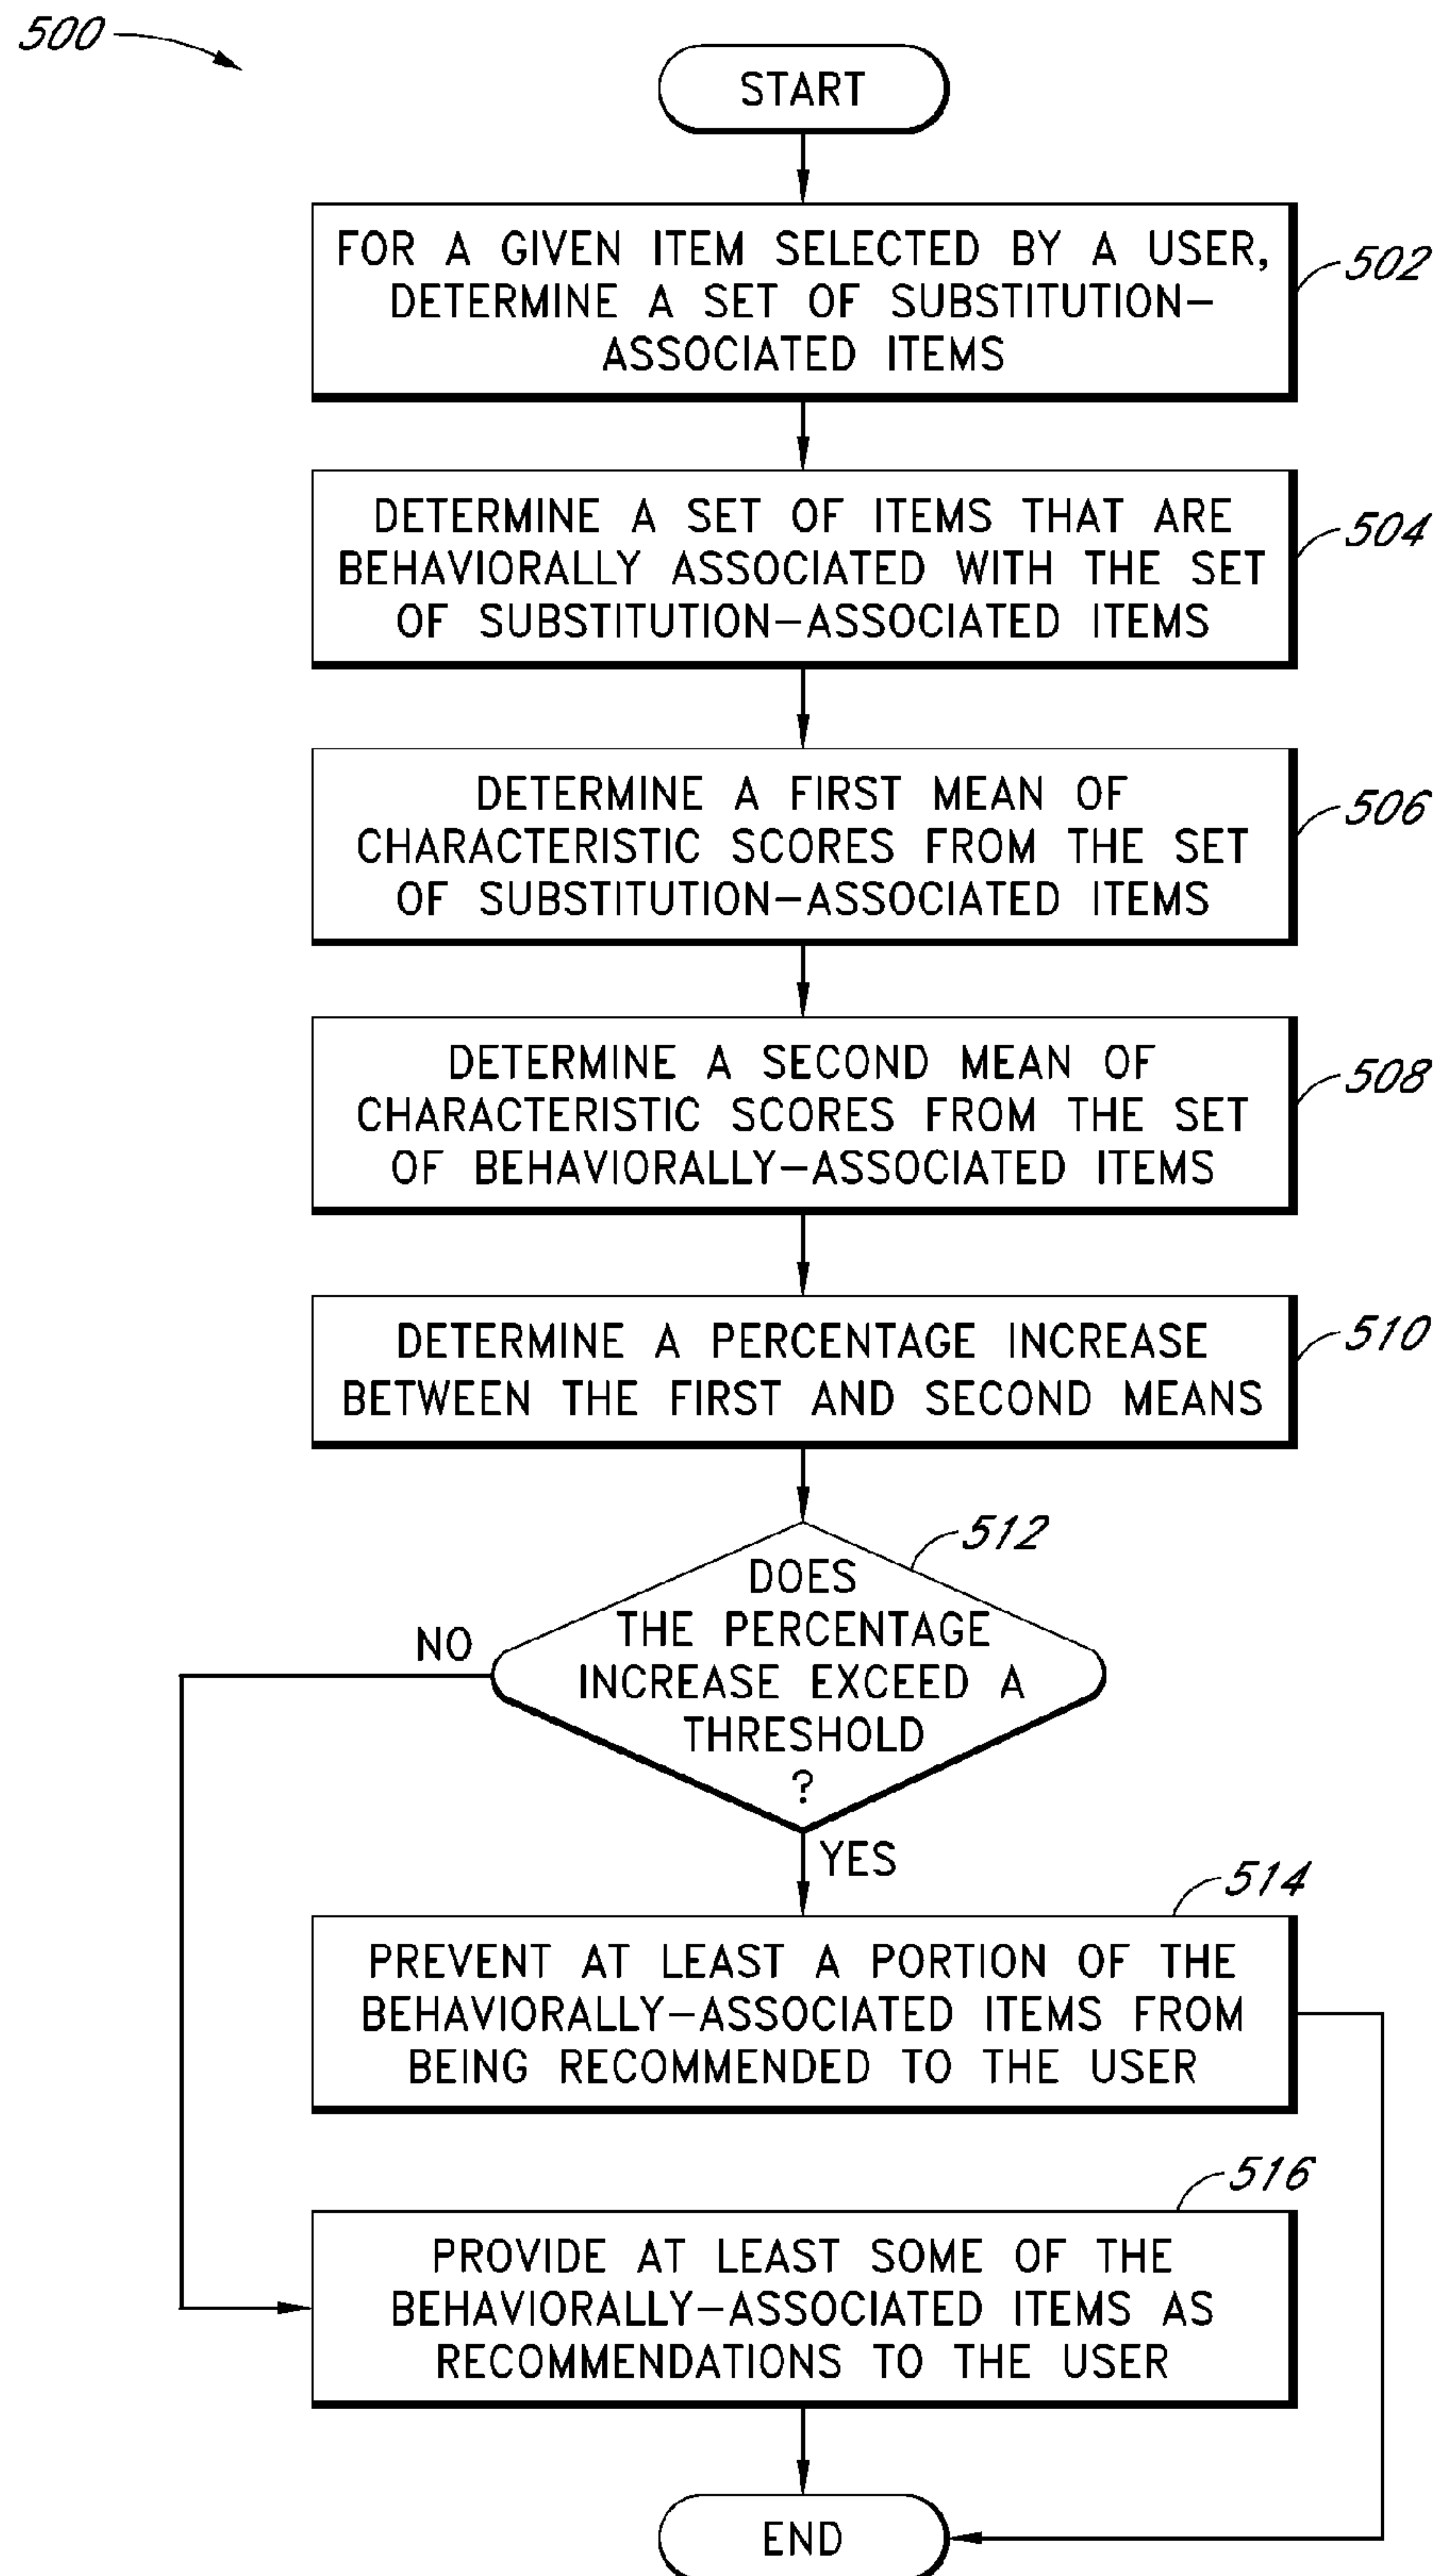 500
START
FOR A GIVEN ITEM SELECTED BY A USER,
DETERMINE A SET OF SUBSTITUTION-
ASSOCIATED ITEMS
502
DETERMINE A SET OF ITEMS THAT ARE
BEHAVIORALLY ASSOCIATED WITH THE SET
OF SUBSTITUTION-ASSOCIATED ITEMS
504
DETERMINE A FIRST MEAN OF
CHARACTERISTIC SCORES FROM THE SET
OF SUBSTITUTION-ASSOCIATED ITEMS
506
DETERMINE A SECOND MEAN OF
CHARACTERISTIC SCORES FROM THE SET
OF BEHAVIORALLY-ASSOCIATED ITEMS
508
DETERMINE A PERCENTAGE INCREASE
BETWEEN THE FIRST AND SECOND MEANS
510
512
DOES
THE PERCENTAGE
INCREASE EXCEED A
THRESHOLD
?
NO
YES
514
PREVENT AT LEAST A PORTION OF THE
BEHAVIORALLY-ASSOCIATED ITEMS FROM
BEING RECOMMENDED TO THE USER
516
PROVIDE AT LEAST SOME OF THE
BEHAVIORALLY-ASSOCIATED ITEMS AS
RECOMMENDATIONS TO THE USER
END